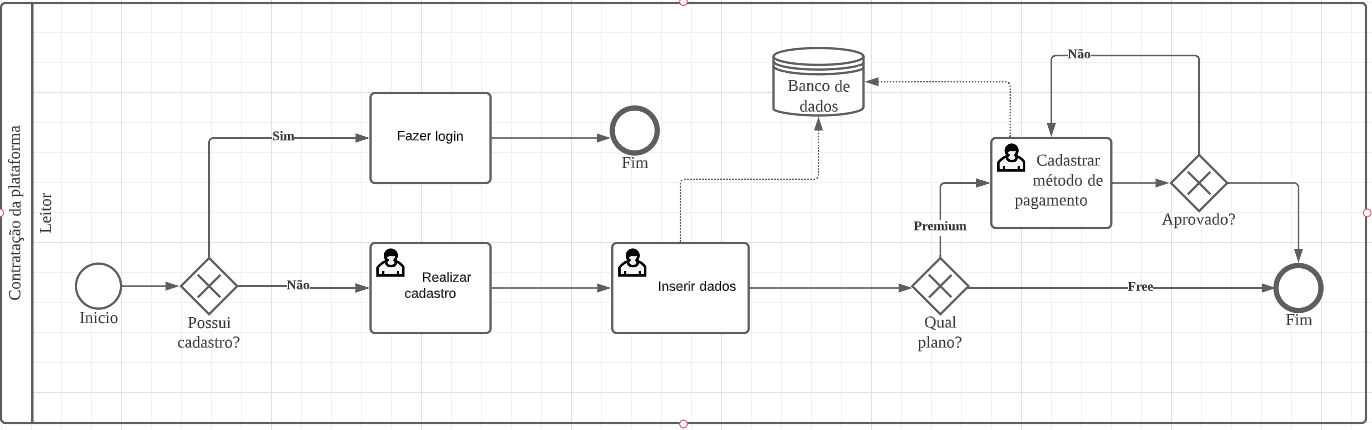 Contratação da plataforma
Leitor
Inicio
Possui
cadastro?
Sim
Fazer login
Fim
Não
Realizar
cadastro
Inserir dados
Banco de
dados
Qual
plano?
Premium
Cadastrar
método de
pagamento
Não
Aprovado?
Free
Fim